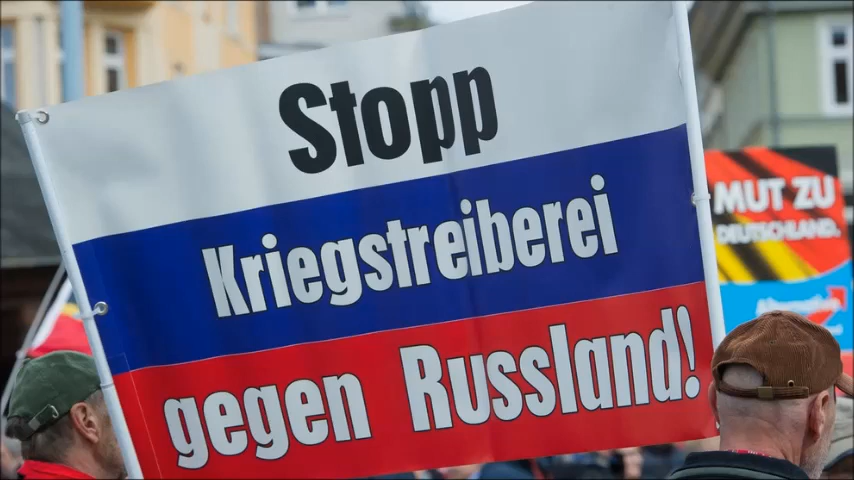 Stopp
Kriegstreiberei
gegen Russland!
MUT ZU
DEUTSCHLAND.